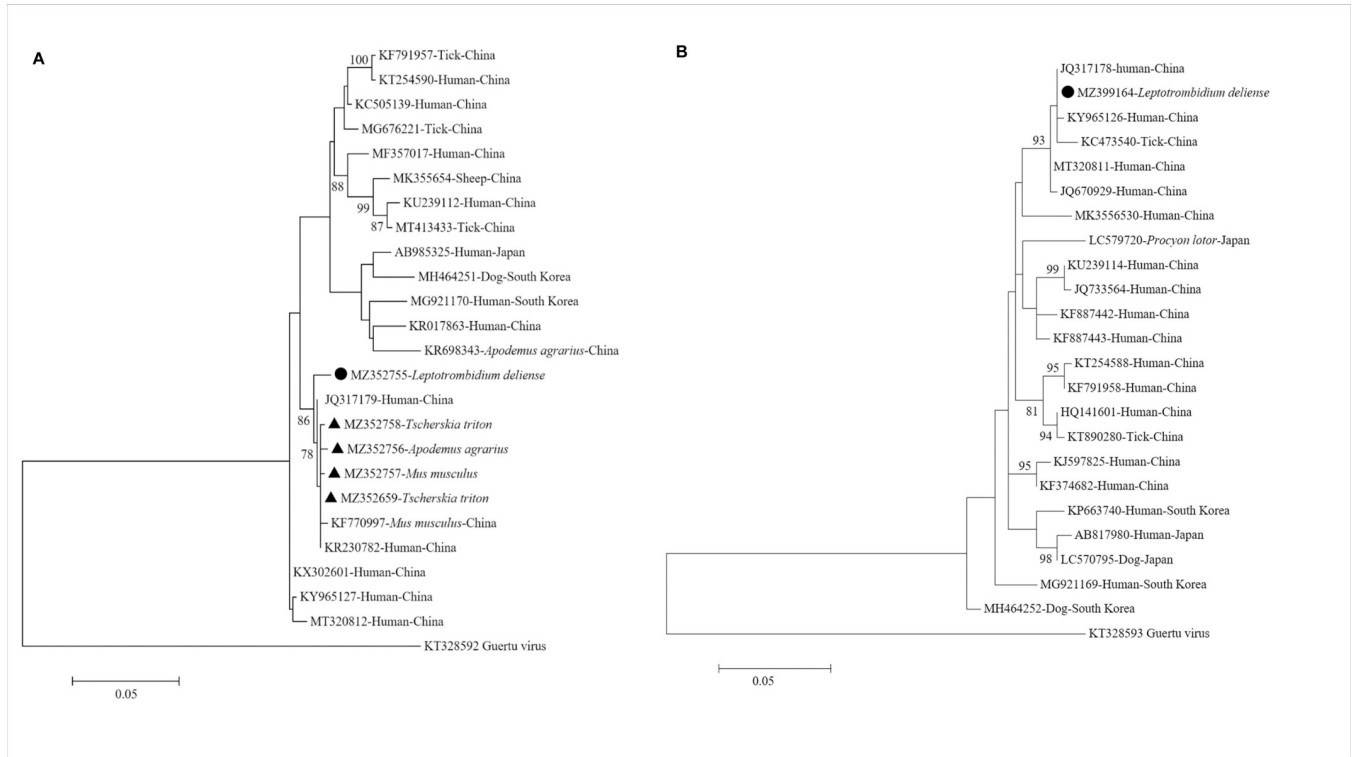 A
KF791957-Tick-China
100
KT254590-Human-China
KC505139-Human-China
MG676221-Tick-China
MF357017-Human-China
88
MK355654-Sheep-China
99
KU239112-Human-China
87
MT413433-Tick-China
AB985325-Human-Japan
MH464251-Dog-South Korea
MG921170-Human-South Korea
KR017863-Human-China
KR698343-Apodemus agrarius-China
MZ352755-Leptotrombidium deliense
JQ317179-Human-China
86
MZ352758-Tscherskia triton
78
MZ352756-Apodemus agrarius
MZ352757-Mus musculus
MZ352659-Tscherskia triton
KF770997-Mus musculus-China
KR230782-Human-China
KX302601-Human-China
KY965127-Human-China
MT320812-Human-China
KT328592 Guertu virus
0.05
B
JQ317178-human-China
MZ399164-Leptotrombidium deliense
KY965126-Human-China
93
KC473540-Tick-China
MT320811-Human-China
JQ670929-Human-China
MK3556530-Human-China
LC579720-Procyon lotor-Japan
KU239114-Human-China
99
JQ733564-Human-China
KF887442-Human-China
KF887443-Human-China
KT254588-Human-China
95
KF791958-Human-China
81
HQ141601-Human-China
94
KT890280-Tick-China
KJ597825-Human-China
95
KF374682-Human-China
KP663740-Human-South Korea
AB817980-Human-Japan
98
LC570795-Dog-Japan
MG921169-Human-South Korea
MH464252-Dog-South Korea
KT328593 Guertu virus
0.05